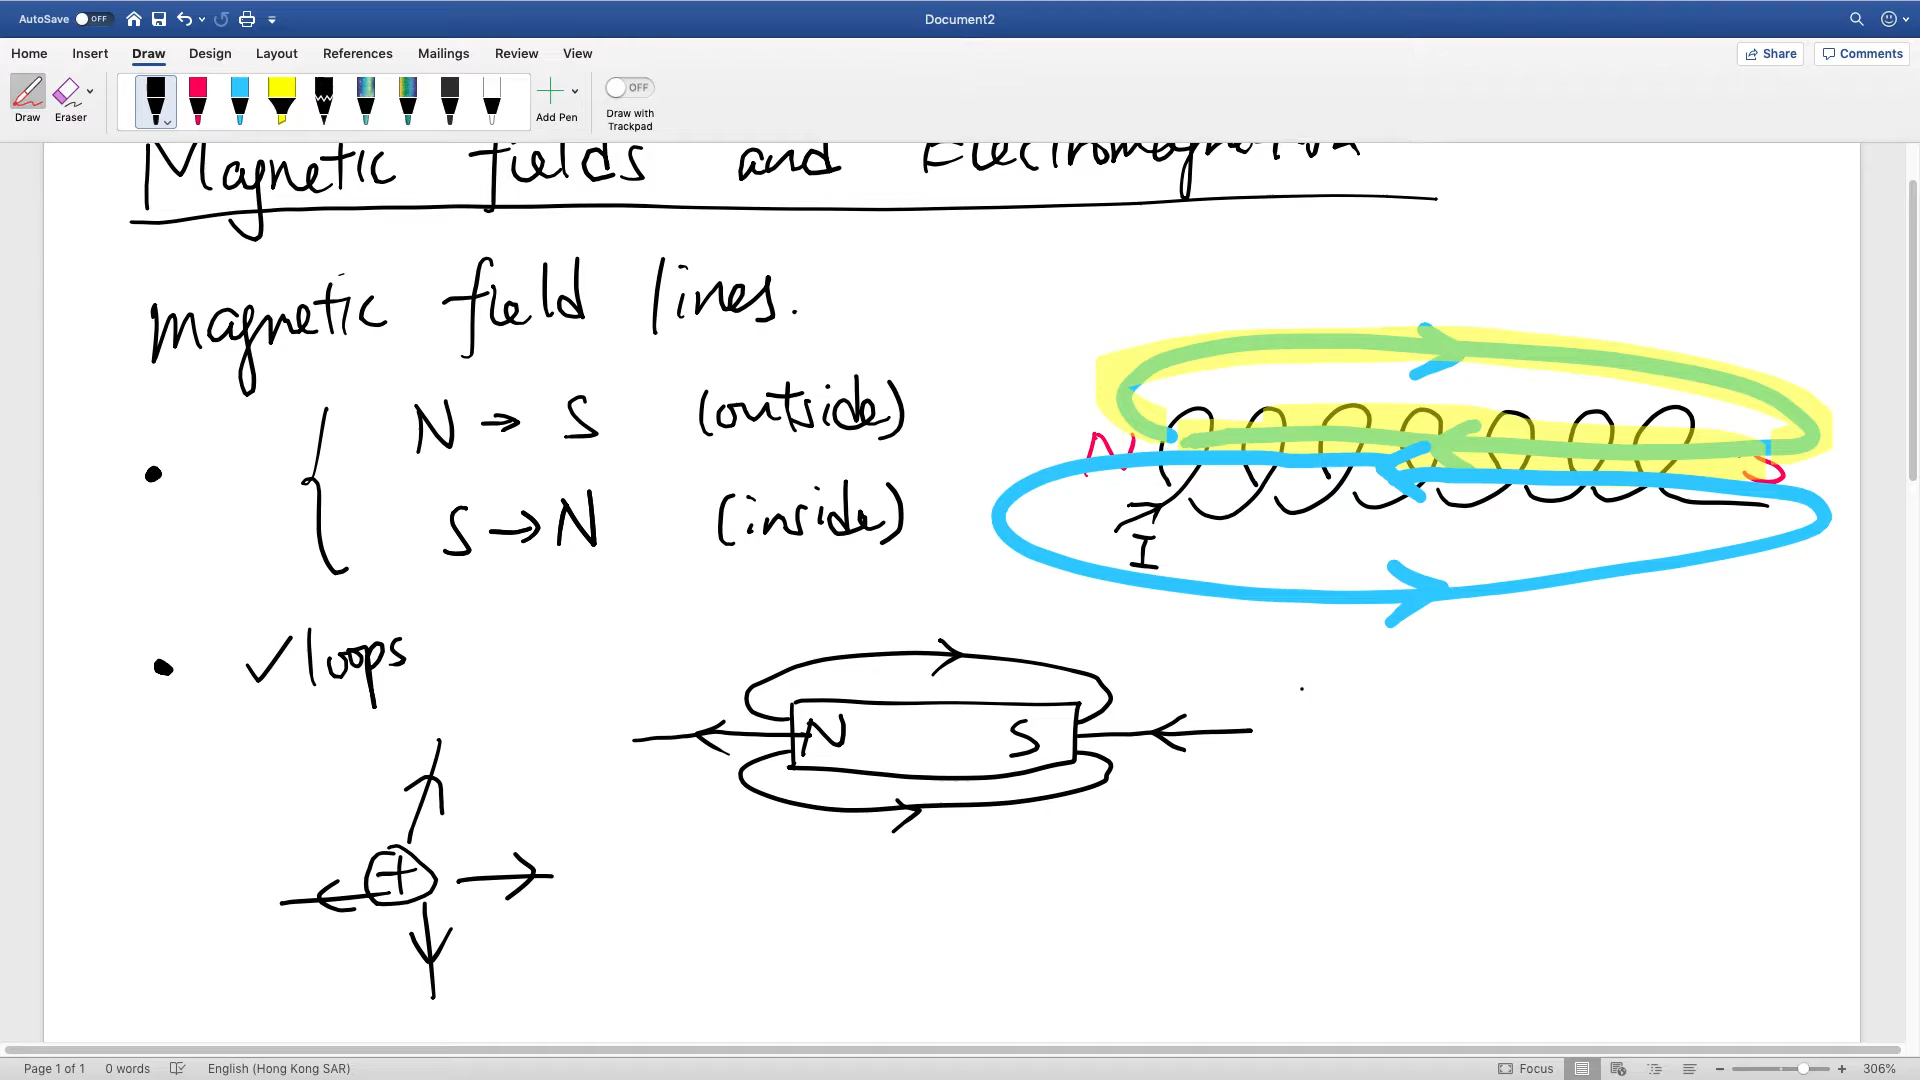 AutoSave OFF
Document2
Home Insert Draw Design Layout References Mailings Review View
Share Comments
Draw Eraser Add Pen OFF Draw with Trackpad
Magnetic fields and
magnetic field lines.
N → S (outside)
S → N (inside)
N
I
✓ loops
N S
+
Page 1 of 1 0 words English (Hong Kong SAR) Focus 306%